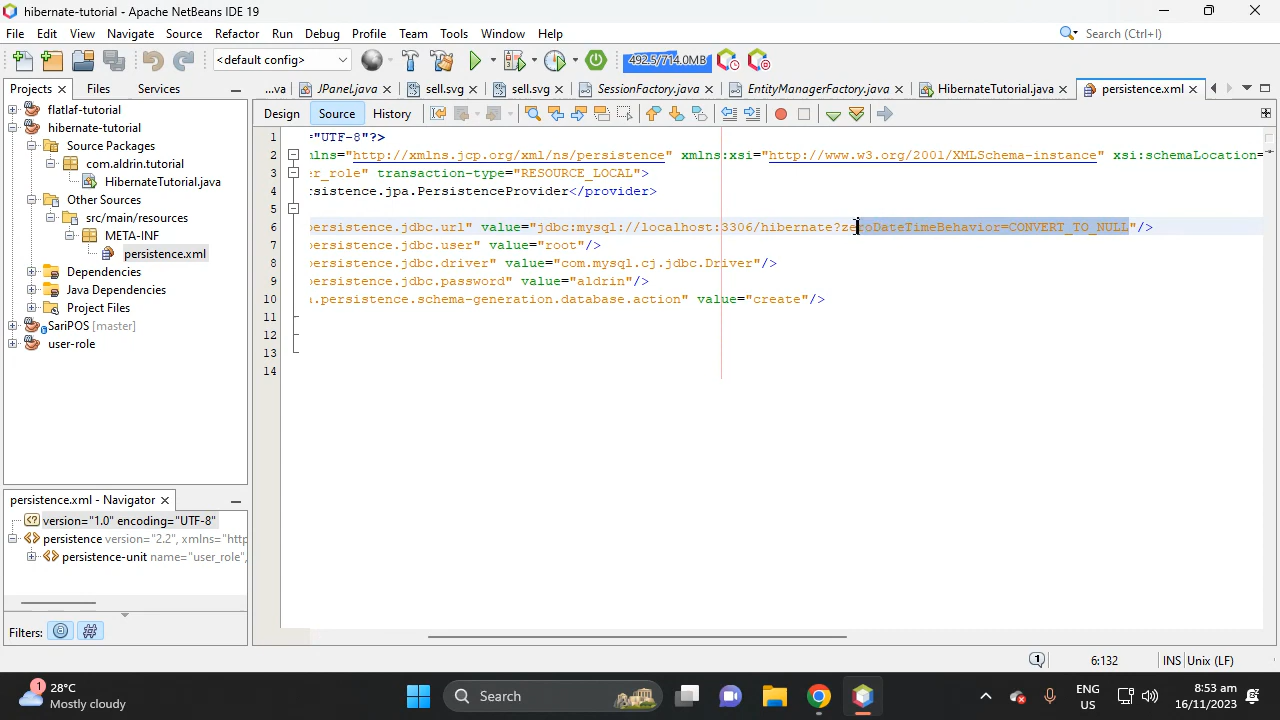 hibernate-tutorial - Apache NetBeans IDE 19
File Edit View Navigate Source Refactor Run Debug Profile Team Tools Window Help
Search (Ctrl+I)
<default config>
492.5/714.0MB
Projects
Files
Services
...va
JPanel.java
sell.svg
sell.svg
SessionFactory.java
EntityManagerFactory.java
HibernateTutorial.java
persistence.xml
Design
Source
History
flatlaf-tutorial
hibernate-tutorial
Source Packages
com.aldrin.tutorial
HibernateTutorial.java
Other Sources
src/main/resources
META-INF
persistence.xml
Dependencies
Java Dependencies
Project Files
SariPOS [master]
user-role
1 ="UTF-8"?>
2 lns="http://xmlns.jcp.org/xml/ns/persistence" xmlns:xsi="http://www.w3.org/2001/XMLSchema-instance" xsi:schemaLocation=
3 er_role" transaction-type="RESOURCE_LOCAL">
4 rsistence.jpa.PersistenceProvider</provider>
5
6 persistence.jdbc.url" value="jdbc:mysql://localhost:3306/hibernate?zeroDateTimeBehavior=CONVERT_TO_NULL"/>
7 persistence.jdbc.user" value="root"/>
8 persistence.jdbc.driver" value="com.mysql.cj.jdbc.Driver"/>
9 persistence.jdbc.password" value="aldrin"/>
10 .persistence.schema-generation.database.action" value="create"/>
11
12
13
14
persistence.xml - Navigator
version="1.0" encoding="UTF-8"
persistence version="2.2", xmlns="http
persistence-unit name="user_role",
Filters:
1
6:132
INS
Unix (LF)
1
28°C
Mostly cloudy
Search
ENG
US
8:53 am
16/11/2023